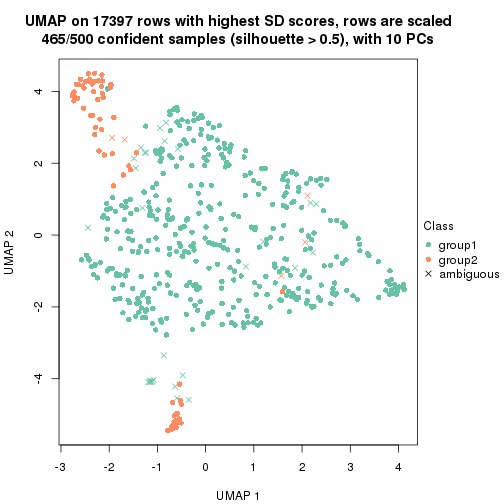 UMAP on 17397 rows with highest SD scores, rows are scaled
465/500 confident samples (silhouette > 0.5), with 10 PCs
4
2
0
-2
-4
UMAP 2
-3
-2
-1
0
1
2
3
4
UMAP 1
Class
group1
group2
ambiguous